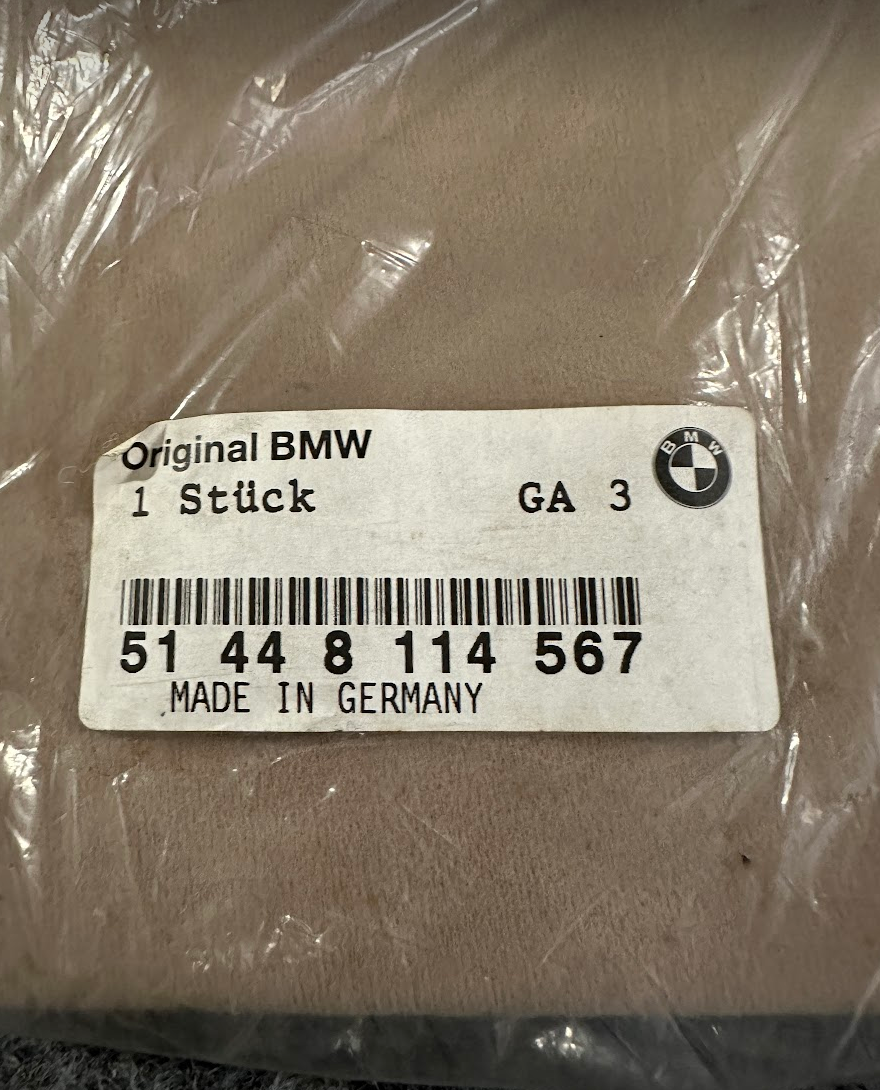 Original BMW
BMW
1 Stück GA 3
51 44 8 114 567
MADE IN GERMANY